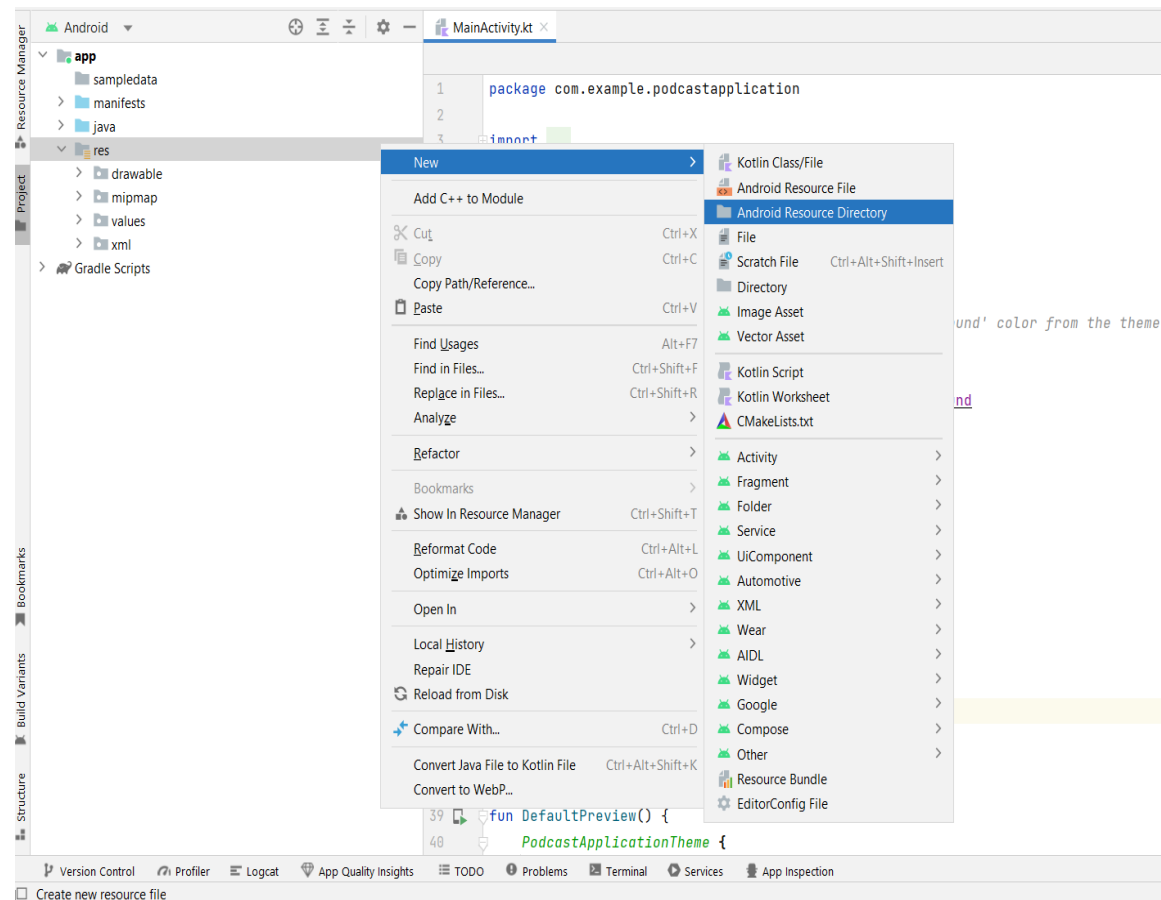 Android
MainActivity.kt
Resource Manager
Project
Bookmarks
Build Variants
Structure
app
sampledata
manifests
java
res
drawable
mipmap
values
xml
Gradle Scripts
1 package com.example.podcastapplication
2
3 import
und' color from the theme
nd
39 fun DefaultPreview() {
40 PodcastApplicationTheme {
New
Add C++ to Module
Cut Ctrl+X
Copy Ctrl+C
Copy Path/Reference...
Paste Ctrl+V
Find Usages Alt+F7
Find in Files... Ctrl+Shift+F
Replace in Files... Ctrl+Shift+R
Analyze
Refactor
Bookmarks
Show In Resource Manager Ctrl+Shift+T
Reformat Code Ctrl+Alt+L
Optimize Imports Ctrl+Alt+O
Open In
Local History
Repair IDE
Reload from Disk
Compare With... Ctrl+D
Convert Java File to Kotlin File Ctrl+Alt+Shift+K
Convert to WebP...
Kotlin Class/File
Android Resource File
Android Resource Directory
File
Scratch File Ctrl+Alt+Shift+Insert
Directory
Image Asset
Vector Asset
Kotlin Script
Kotlin Worksheet
CMakeLists.txt
Activity
Fragment
Folder
Service
UiComponent
Automotive
XML
Wear
AIDL
Widget
Google
Compose
Other
Resource Bundle
EditorConfig File
Version Control Profiler Logcat App Quality Insights TODO Problems Terminal Services App Inspection
Create new resource file